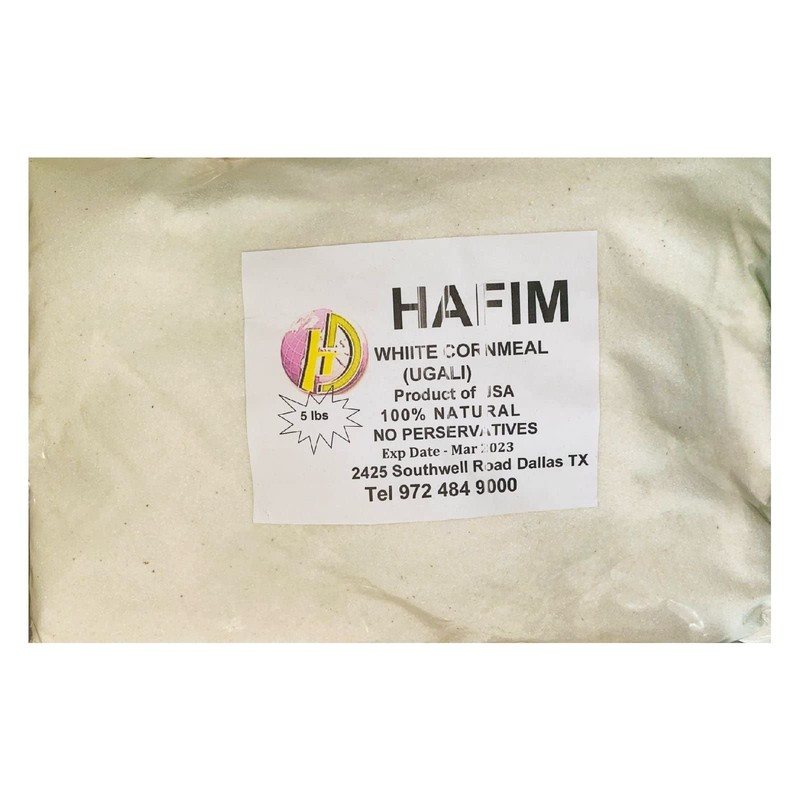 HAFIM
WHIITE CORNMEAL
(UGALI)
Product of USA
5 lbs
100% NATURAL
NO PERSERVATIVES
Exp Date - Mar 2023
2425 Southwell Road Dallas TX
Tel 972 484 9000